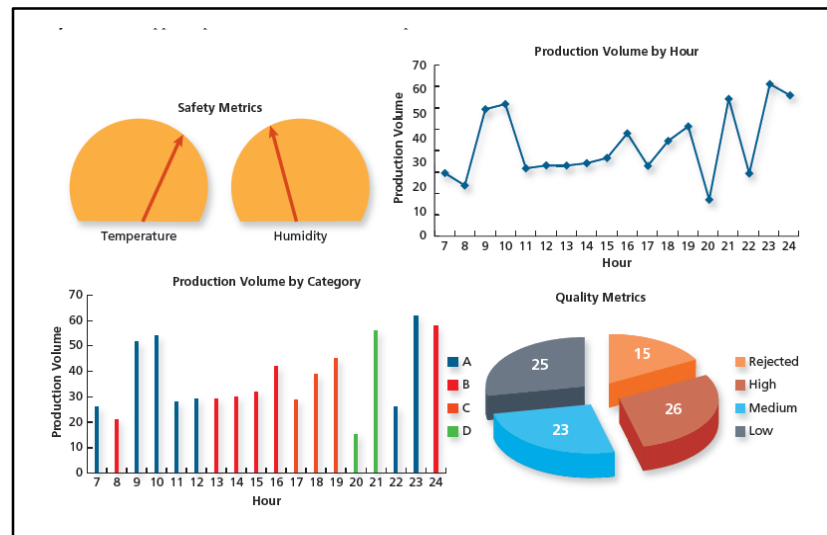 Production Volume by Hour
Safety Metrics
Production Volume
70
60
50
40
30
20
10
0
7 8 9 10 11 12 13 14 15 16 17 18 19 20 21 22 23 24
Hour
Temperature
Humidity
Production Volume by Category
Production Volume
70
60
50
40
30
20
10
0
7 8 9 10 11 12 13 14 15 16 17 18 19 20 21 22 23 24
Hour
A
B
C
D
Quality Metrics
25
15
26
23
Rejected
High
Medium
Low